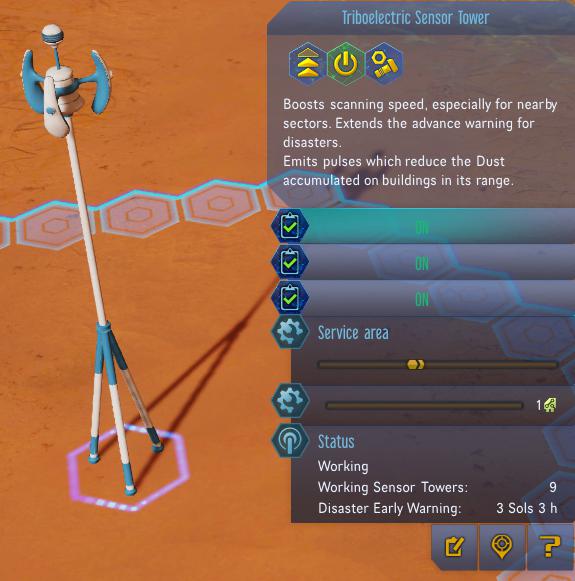 Triboelectric Sensor Tower
Boosts scanning speed, especially for nearby
sectors. Extends the advance warning for
disasters.
Emits pulses which reduce the Dust
accumulated on buildings in its range.
ON
ON
ON
Service area
1
Status
Working
Working Sensor Towers: 9
Disaster Early Warning: 3 Sols 3 h
?